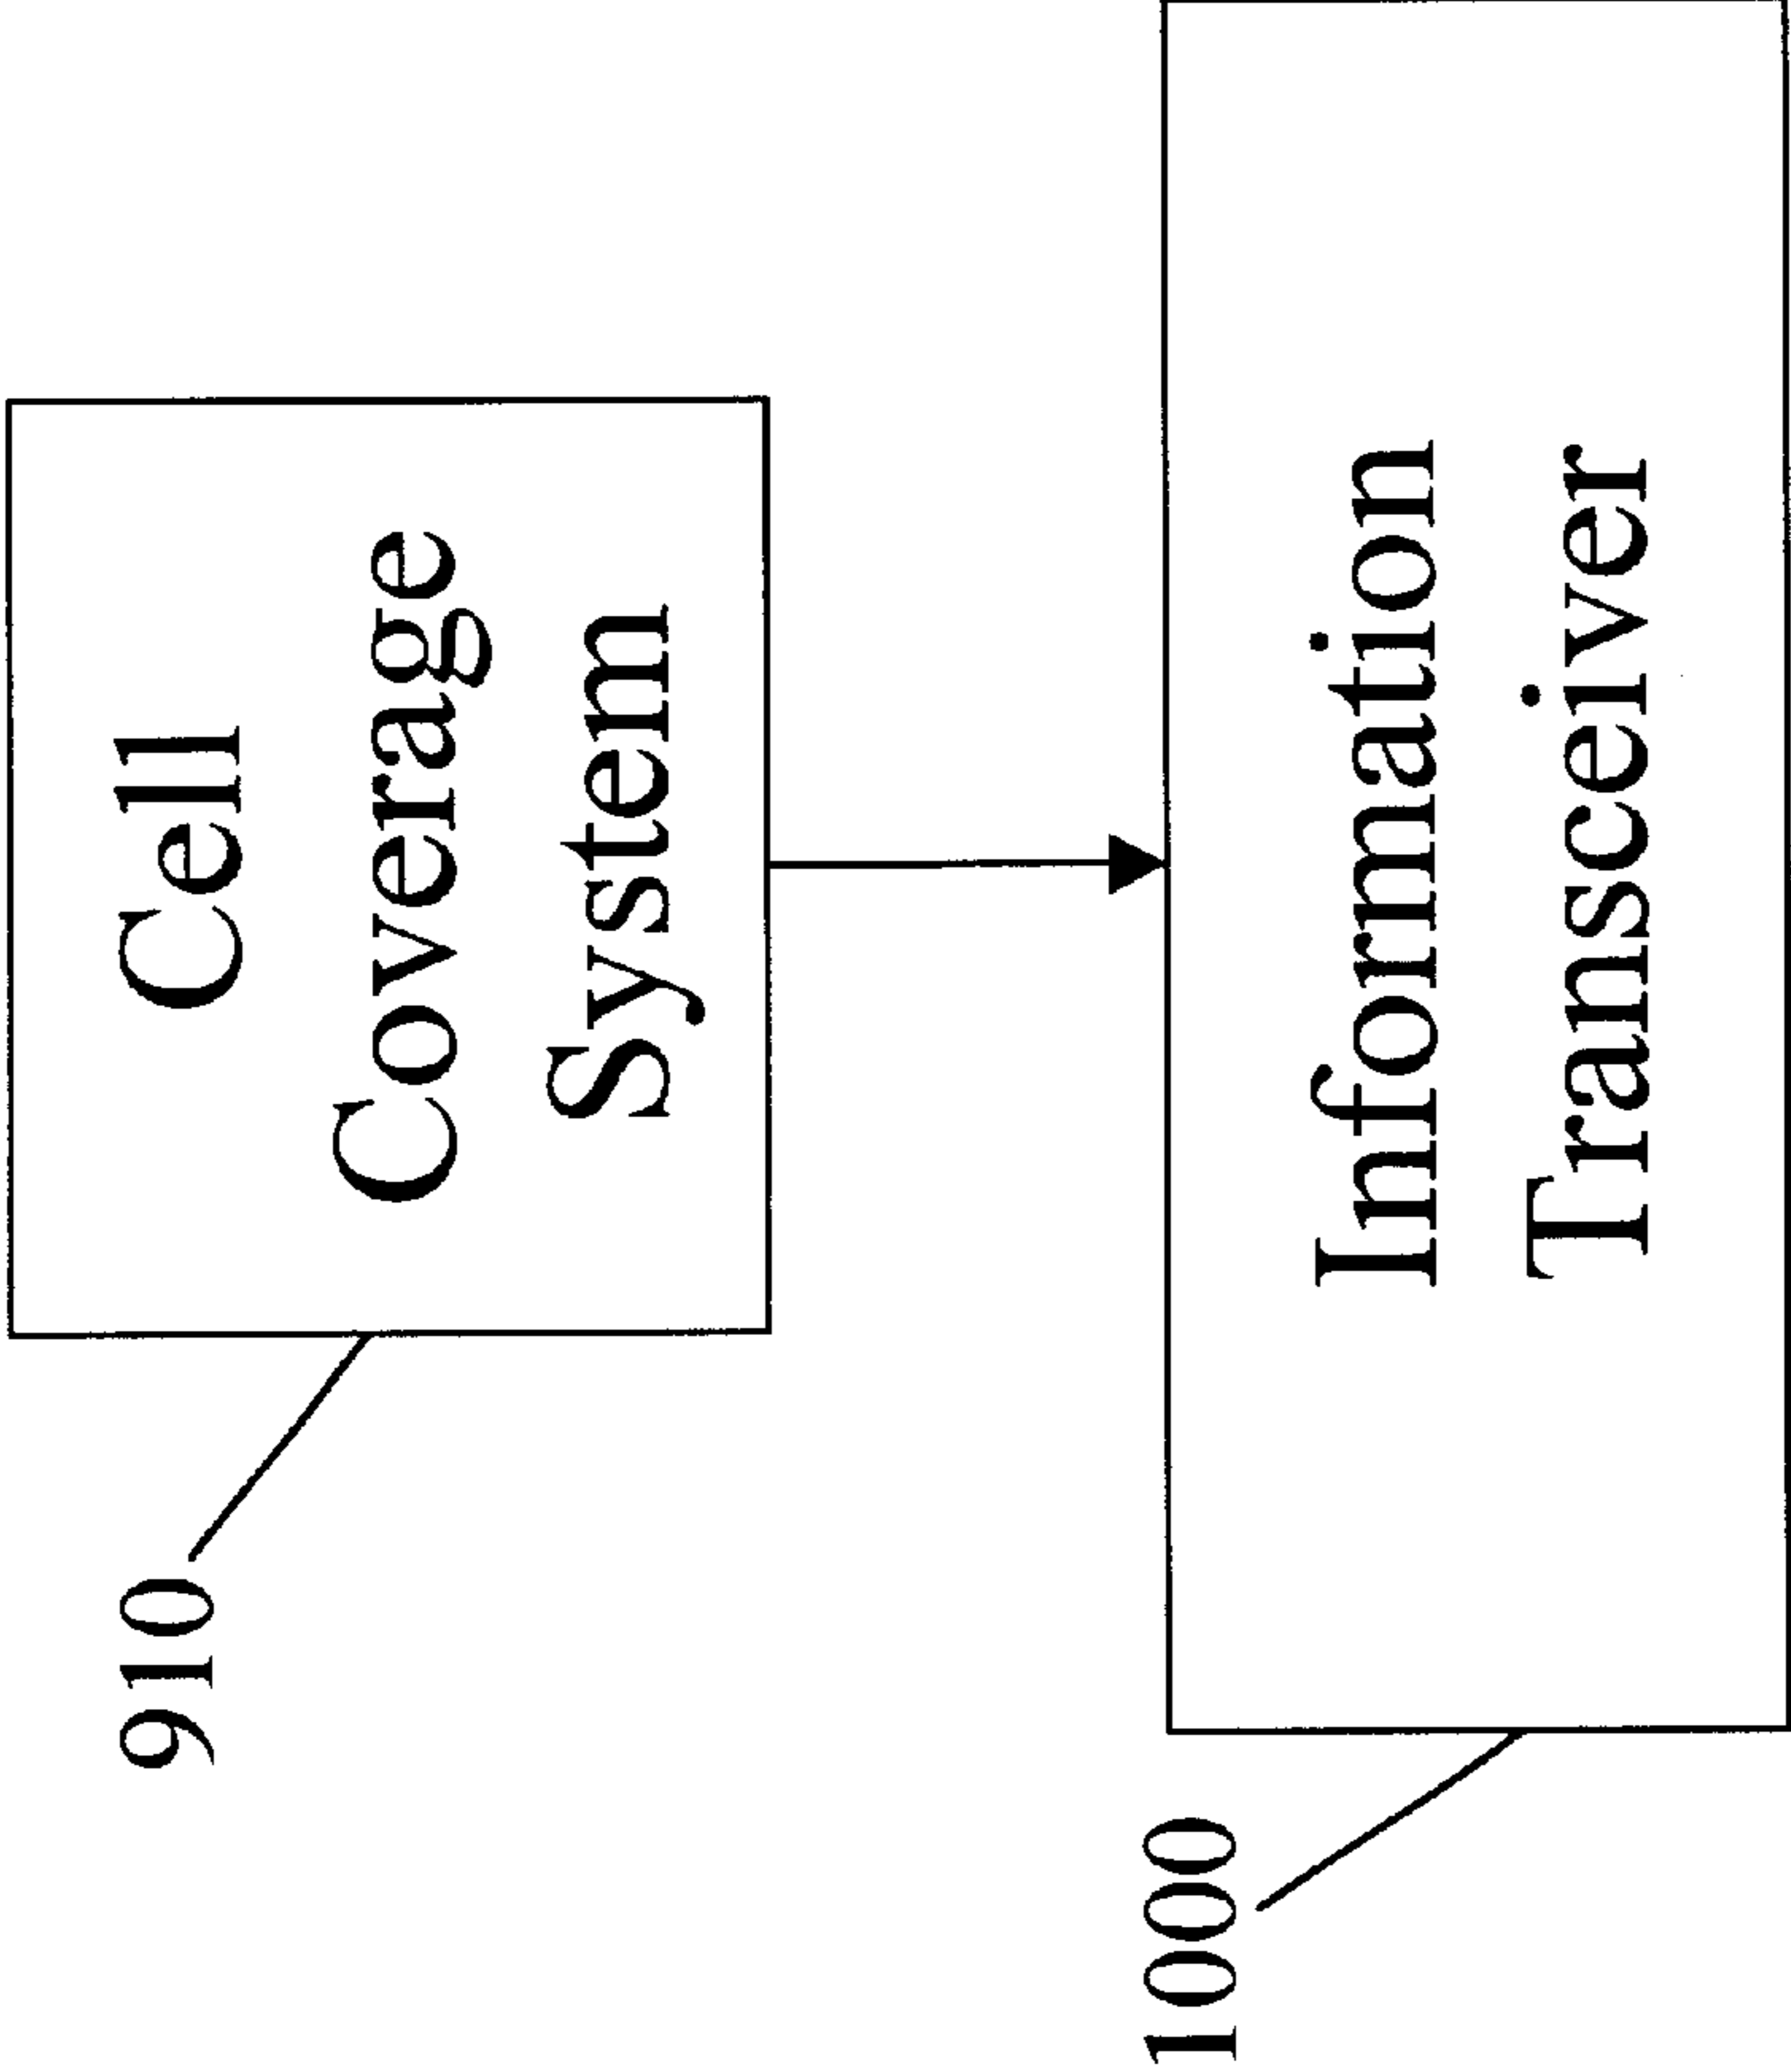 910
Cell
Coverage
System
1000
Information
Transceiver